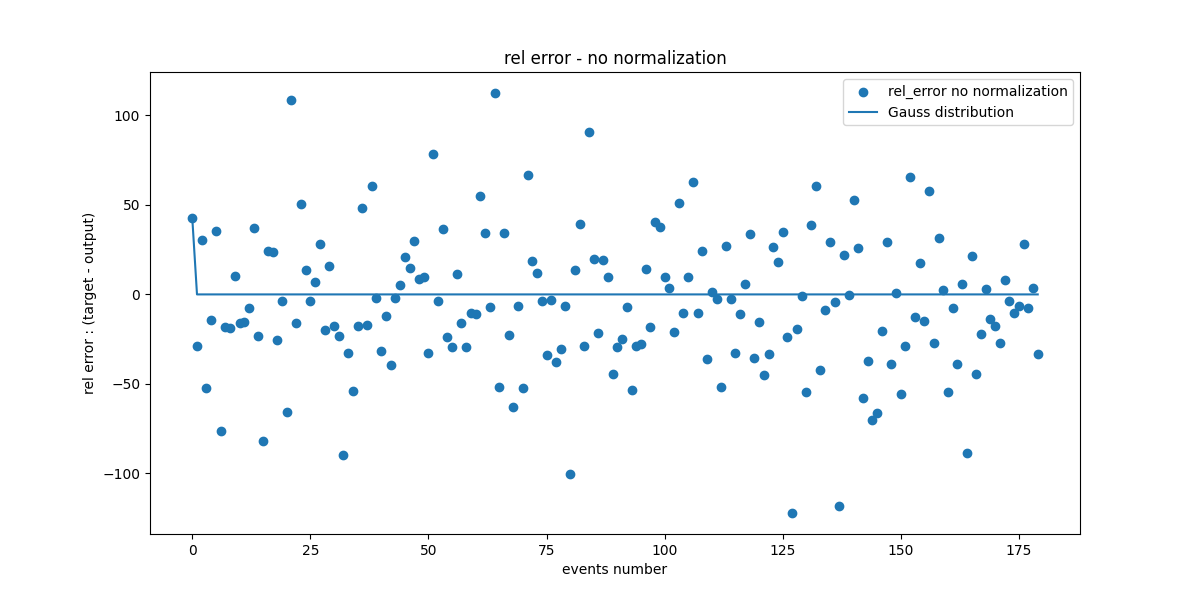 rel error - no normalization
rel_error no normalization
Gauss distribution
100
50
0
−50
−100
rel error : (target - output)
0 25 50 75 100 125 150 175
events number